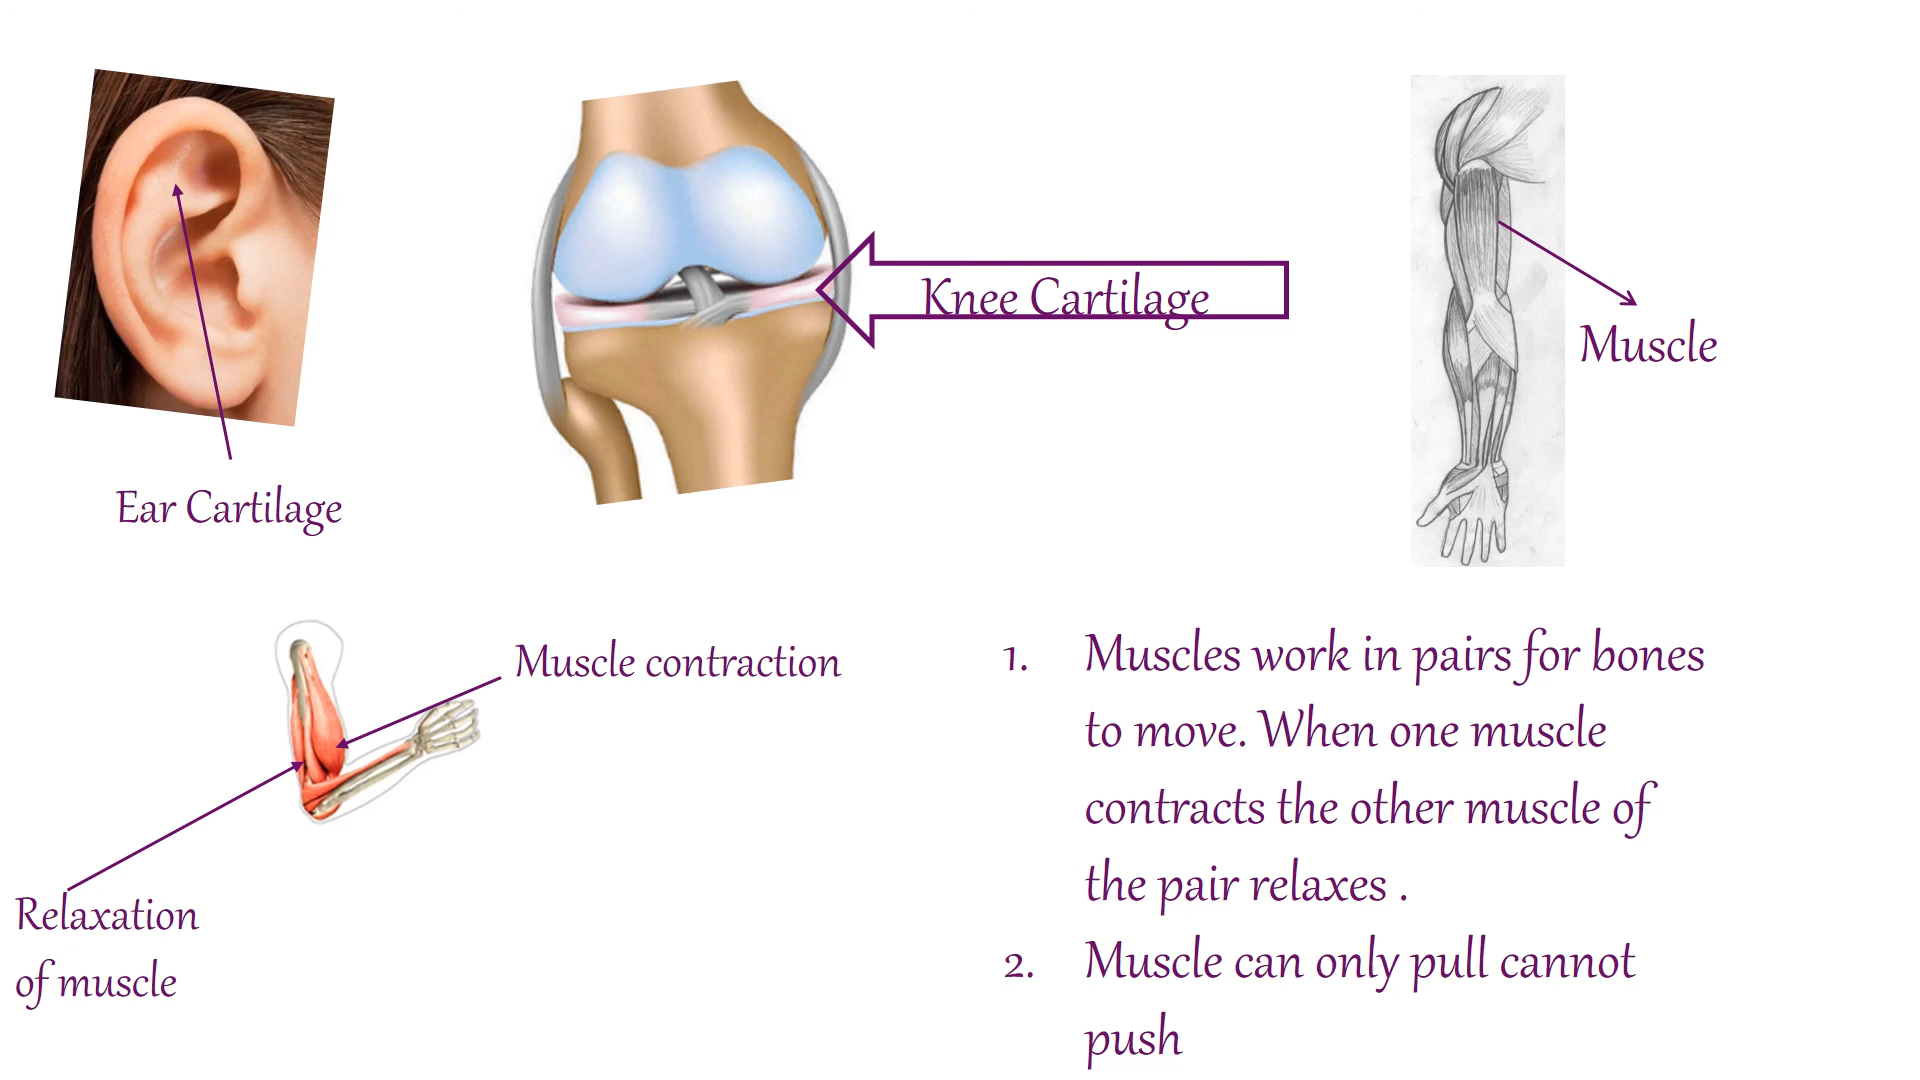 Knee Cartilage
Muscle
Ear Cartilage
Muscle contraction
Relaxation
of muscle
1. Muscles work in pairs for bones
to move. When one muscle
contracts the other muscle of
the pair relaxes .
2. Muscle can only pull cannot
push